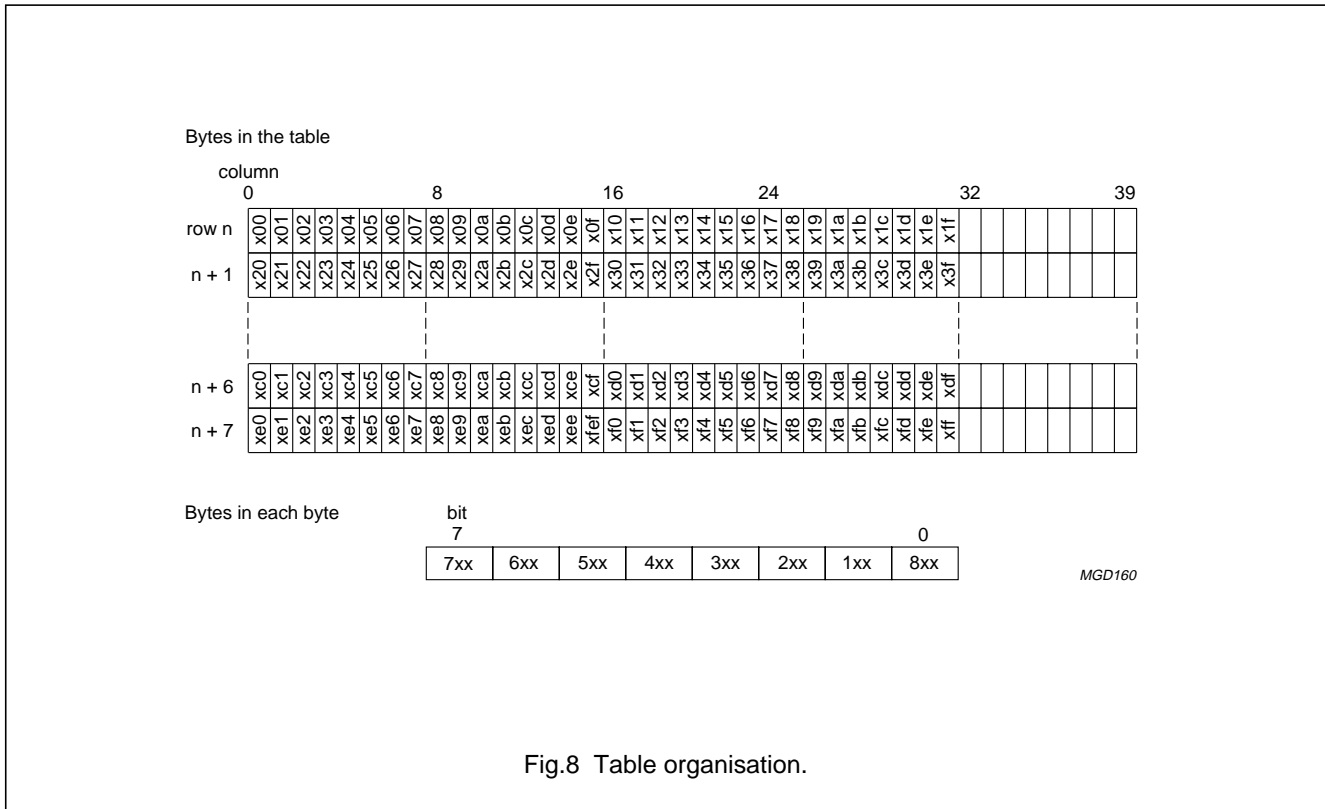 Bytes in the table
column
0 8 16 24 32 39
row n x00 x01 x02 x03 x04 x05 x06 x07 x08 x09 x0a x0b x0c x0d x0e x0f x10 x11 x12 x13 x14 x15 x16 x17 x18 x19 x1a x1b x1c x1d x1e x1f
n + 1 x20 x21 x22 x23 x24 x25 x26 x27 x28 x29 x2a x2b x2c x2d x2e x2f x30 x31 x32 x33 x34 x35 x36 x37 x38 x39 x3a x3b x3c x3d x3e x3f
n + 6 xc0 xc1 xc2 xc3 xc4 xc5 xc6 xc7 xc8 xc9 xca xcb xcc xcd xce xcf xd0 xd1 xd2 xd3 xd4 xd5 xd6 xd7 xd8 xd9 xda xdb xdc xdd xde xdf
n + 7 xe0 xe1 xe2 xe3 xe4 xe5 xe6 xe7 xe8 xe9 xea xeb xec xed xee xfef xf0 xf1 xf2 xf3 xf4 xf5 xf6 xf7 xf8 xf9 xfa xfb xfc xfd xfe xff
Bytes in each byte bit
7 0
7xx 6xx 5xx 4xx 3xx 2xx 1xx 8xx
MGD160
Fig.8 Table organisation.